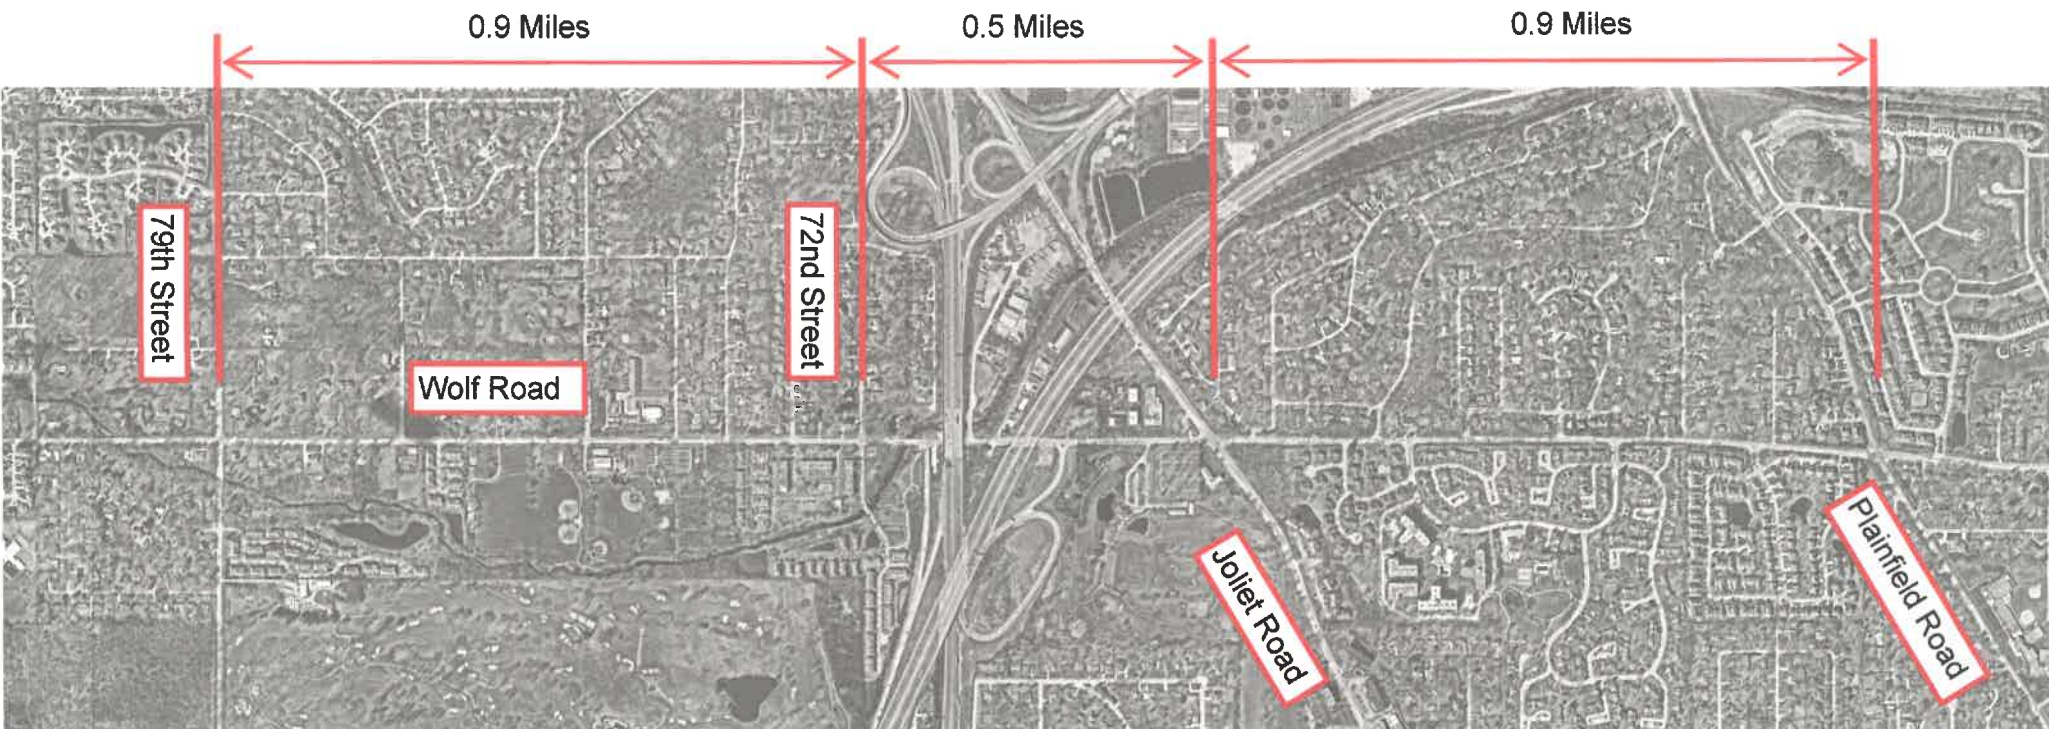 0.9 Miles
0.5 Miles
0.9 Miles
79th Street
72nd Street
Wolf Road
Joliet Road
Plainfield Road